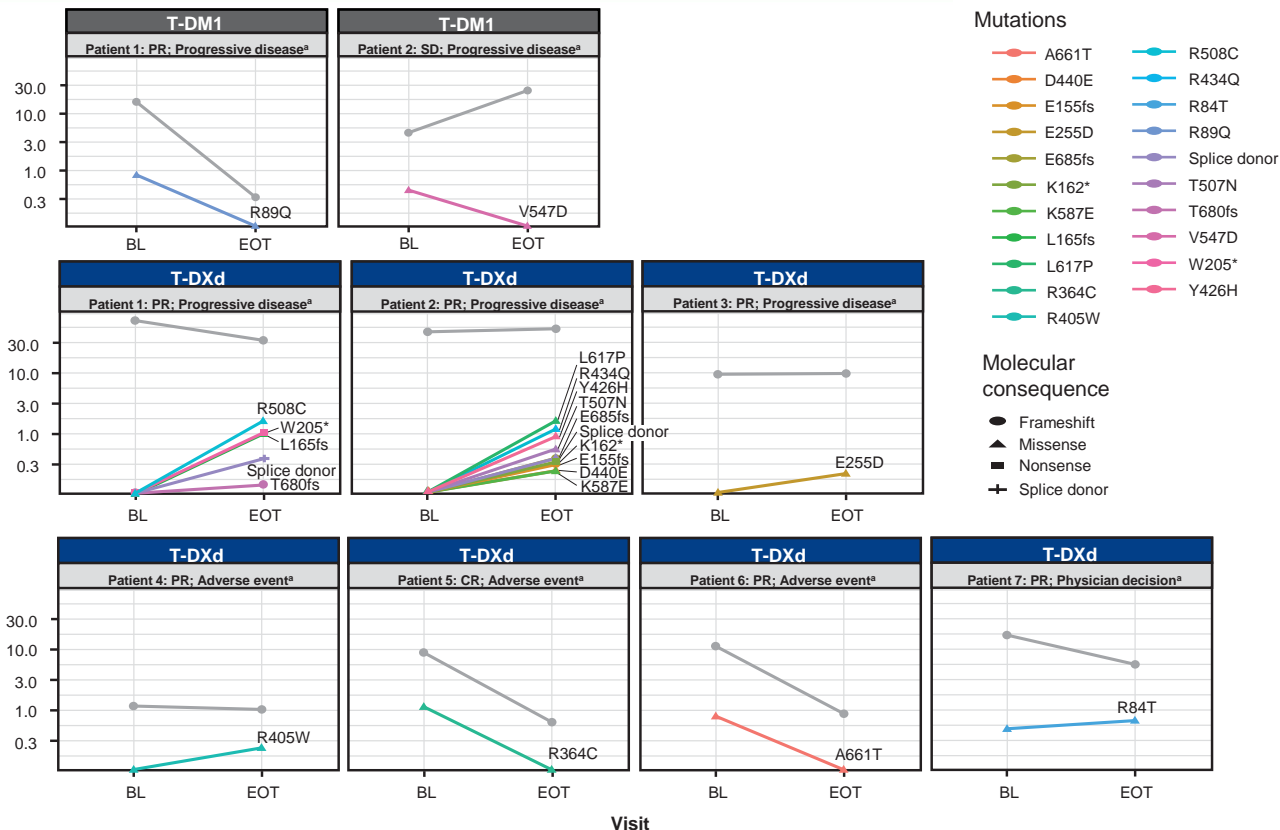 T-DM1
Patient 1: PR; Progressive diseaseᵃ
30.0
10.0
3.0
1.0
0.3
R89Q
BL
EOT
T-DM1
Patient 2: SD; Progressive diseaseᵃ
V547D
BL
EOT
Mutations
A661T
D440E
E155fs
E255D
E685fs
K162*
K587E
L165fs
L617P
R364C
R405W
R508C
R434Q
R84T
R89Q
Splice donor
T507N
T680fs
V547D
W205*
Y426H
Molecular
consequence
Frameshift
Missense
Nonsense
Splice donor
T-DXd
Patient 1: PR; Progressive diseaseᵃ
30.0
10.0
3.0
1.0
0.3
R508C
W205*
L165fs
Splice donor
T680fs
BL
EOT
T-DXd
Patient 2: PR; Progressive diseaseᵃ
L617P
R434Q
Y426H
T507N
E685fs
Splice donor
K162*
E155fs
D440E
K587E
BL
EOT
T-DXd
Patient 3: PR; Progressive diseaseᵃ
E255D
BL
EOT
T-DXd
Patient 4: PR; Adverse eventᵃ
30.0
10.0
3.0
1.0
0.3
R405W
BL
EOT
T-DXd
Patient 5: CR; Adverse eventᵃ
R364C
BL
EOT
T-DXd
Patient 6: PR; Adverse eventᵃ
A661T
BL
EOT
T-DXd
Patient 7: PR; Physician decisionᵃ
R84T
BL
EOT
Visit